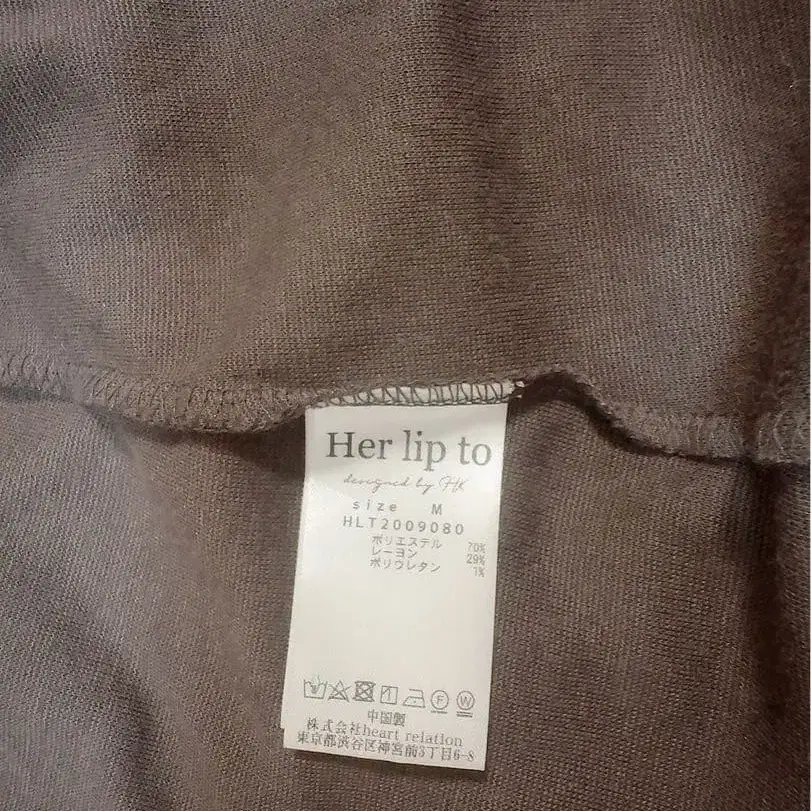 Her lip to
designed by HK
size M
HLT2009080
ポリエステル 70%
レーヨン 29%
ポリウレタン 1%
F W
中国製
株式会社heart relation
東京都渋谷区神宮前3丁目6-8